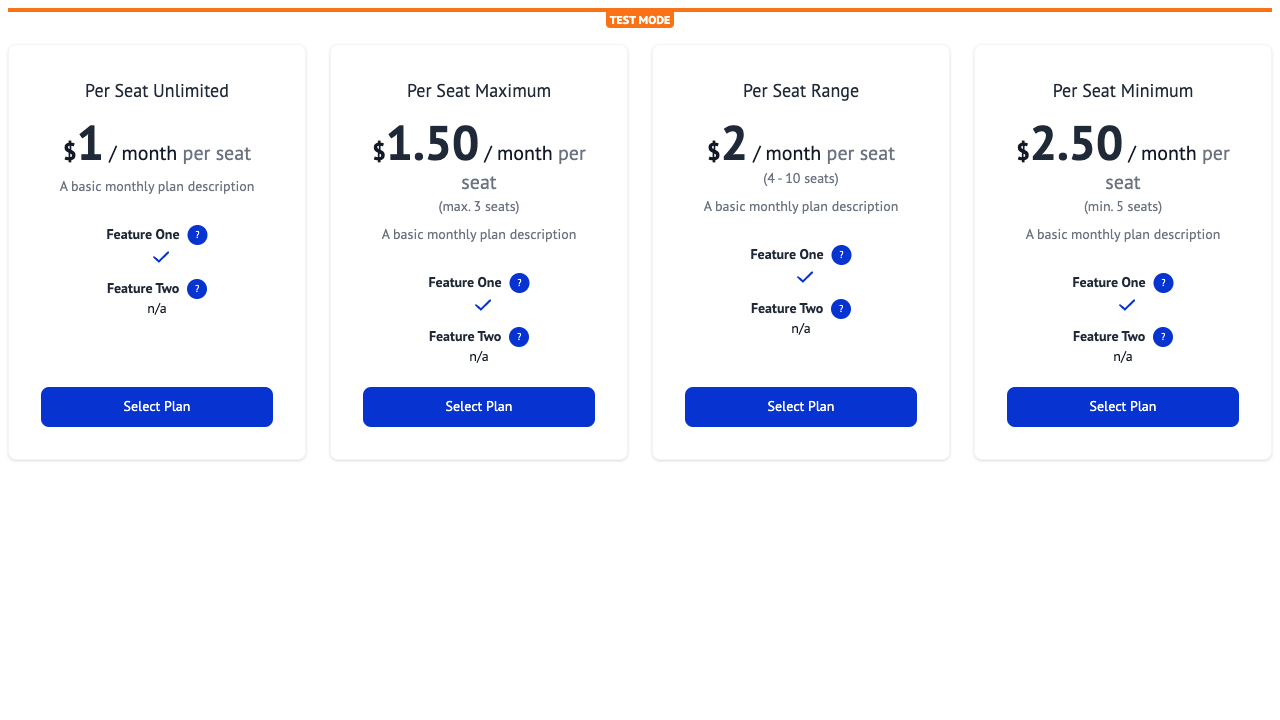 TEST MODE
Per Seat Unlimited
$1 / month per seat
A basic monthly plan description
Feature One ?
Feature Two ?
n/a
Select Plan
Per Seat Maximum
$1.50 / month per
seat
(max. 3 seats)
A basic monthly plan description
Feature One ?
Feature Two ?
n/a
Select Plan
Per Seat Range
$2 / month per seat
(4 - 10 seats)
A basic monthly plan description
Feature One ?
Feature Two ?
n/a
Select Plan
Per Seat Minimum
$2.50 / month per
seat
(min. 5 seats)
A basic monthly plan description
Feature One ?
Feature Two ?
n/a
Select Plan